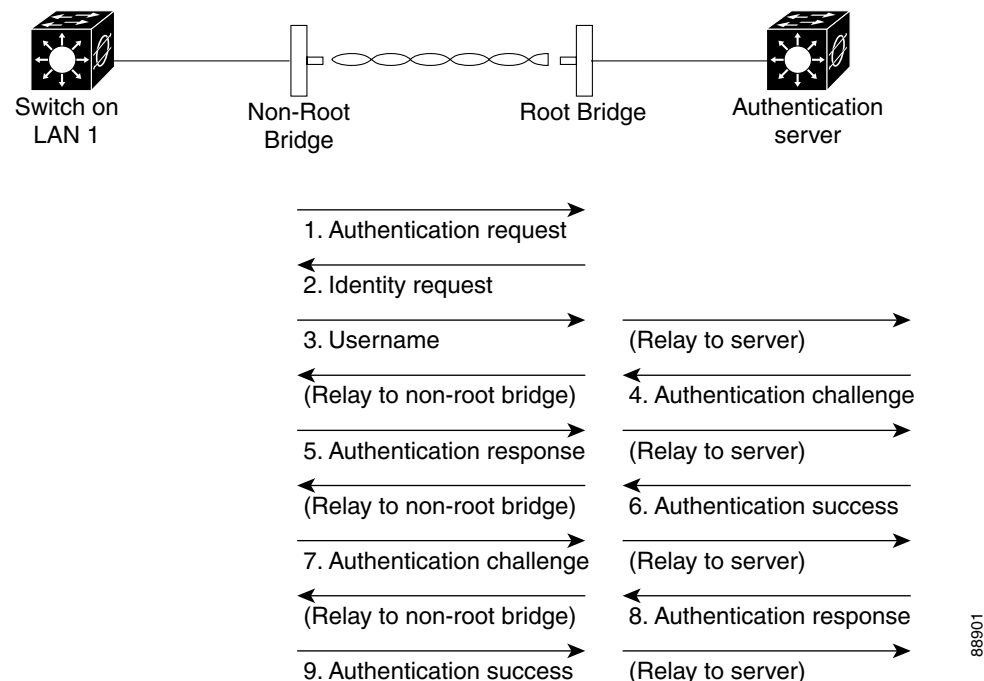 Switch on
LAN 1
Non-Root
Bridge
Root Bridge
Authentication
server
1. Authentication request
2. Identity request
3. Username
(Relay to server)
(Relay to non-root bridge)
4. Authentication challenge
5. Authentication response
(Relay to server)
(Relay to non-root bridge)
6. Authentication success
7. Authentication challenge
(Relay to server)
(Relay to non-root bridge)
8. Authentication response
9. Authentication success
(Relay to server)
88901